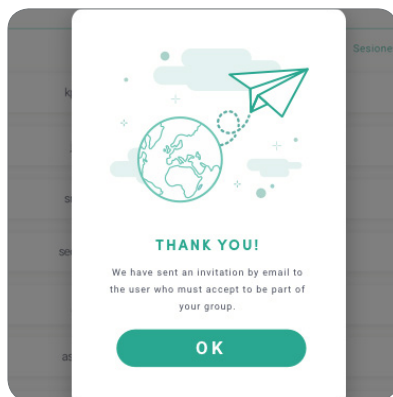 Sesione
THANK YOU!
We have sent an invitation by email to
the user who must accept to be part of
your group.
OK